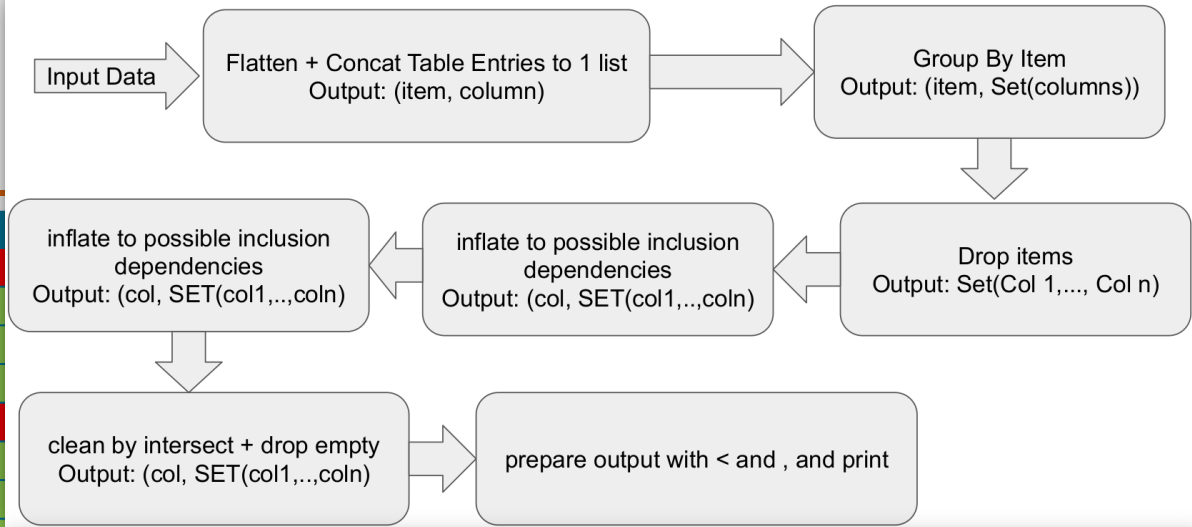 Input Data
Flatten + Concat Table Entries to 1 list
Output: (item, column)
Group By Item
Output: (item, Set(columns))
Drop items
Output: Set(Col 1,..., Col n)
inflate to possible inclusion
dependencies
Output: (col, SET(col1,..,coln)
inflate to possible inclusion
dependencies
Output: (col, SET(col1,..,coln)
clean by intersect + drop empty
Output: (col, SET(col1,..,coln)
prepare output with < and , and print